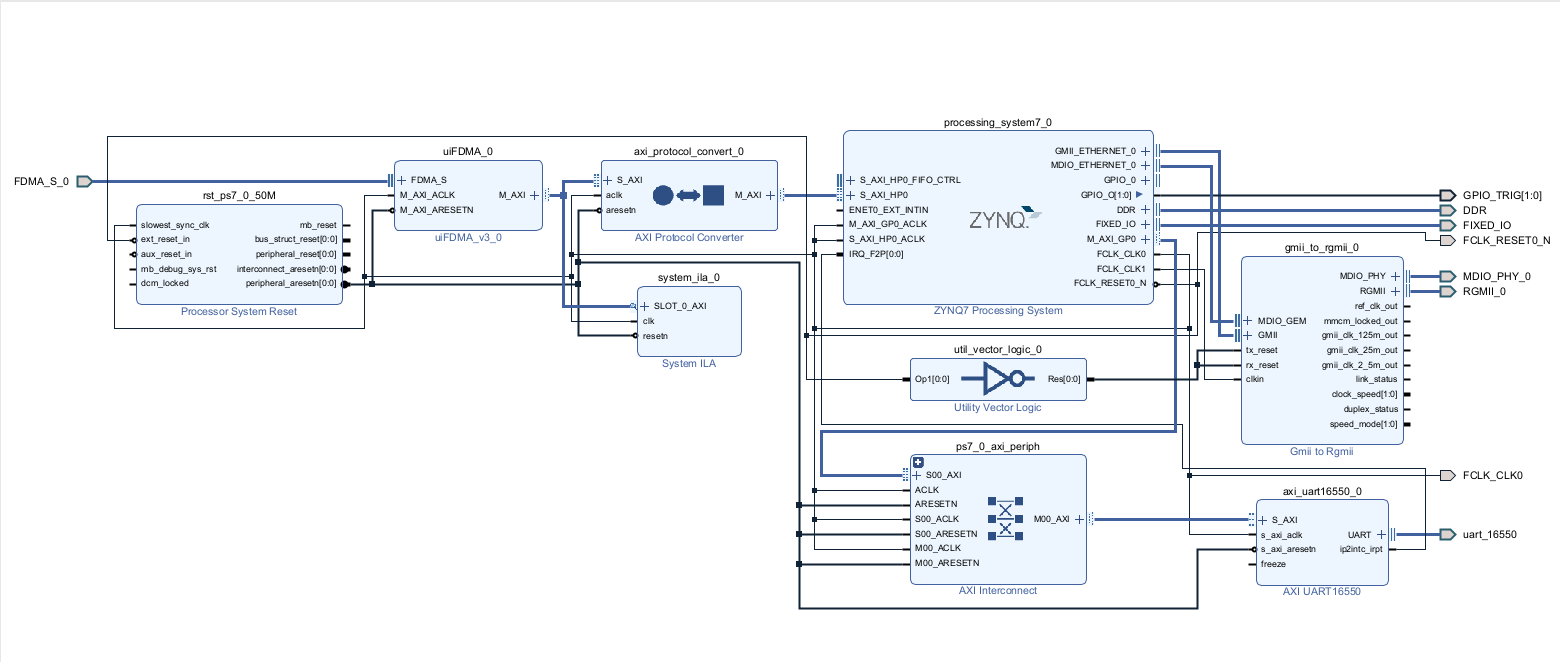 FDMA_S_0
rst_ps7_0_50M
slowest_sync_clk
ext_reset_in
aux_reset_in
mb_debug_sys_rst
dcm_locked
mb_reset
bus_struct_reset[0:0]
peripheral_reset[0:0]
interconnect_aresetn[0:0]
peripheral_aresetn[0:0]
Processor System Reset
uiFDMA_0
FDMA_S
M_AXI_ACLK
M_AXI_ARESETN
M_AXI
uiFDMA_v3_0
axi_protocol_convert_0
S_AXI
aclk
aresetn
M_AXI
AXI Protocol Converter
system_ila_0
SLOT_0_AXI
clk
resetn
System ILA
processing_system7_0
S_AXI_HP0_FIFO_CTRL
S_AXI_HP0
ENET0_EXT_INTIN
M_AXI_GP0_ACLK
S_AXI_HP0_ACLK
IRQ_F2P[0:0]
ZYNQ
GMII_ETHERNET_0
MDIO_ETHERNET_0
GPIO_0
GPIO_O[1:0]
DDR
FIXED_IO
M_AXI_GP0
FCLK_CLK0
FCLK_CLK1
FCLK_RESET0_N
ZYNQ7 Processing System
util_vector_logic_0
Op1[0:0]
Res[0:0]
Utility Vector Logic
ps7_0_axi_periph
S00_AXI
ACLK
ARESETN
S00_ACLK
S00_ARESETN
M00_ACLK
M00_ARESETN
M00_AXI
AXI Interconnect
gmii_to_rgmii_0
MDIO_GEM
GMII
tx_reset
rx_reset
clkin
MDIO_PHY
RGMII
ref_clk_out
mmcm_locked_out
gmii_clk_125m_out
gmii_clk_25m_out
gmii_clk_2_5m_out
link_status
clock_speed[1:0]
duplex_status
speed_mode[1:0]
Gmii to Rgmii
axi_uart16550_0
S_AXI
s_axi_aclk
s_axi_aresetn
freeze
UART
ip2intc_irpt
AXI UART16550
GPIO_TRIG[1:0]
DDR
FIXED_IO
FCLK_RESET0_N
MDIO_PHY_0
RGMII_0
FCLK_CLK0
uart_16550